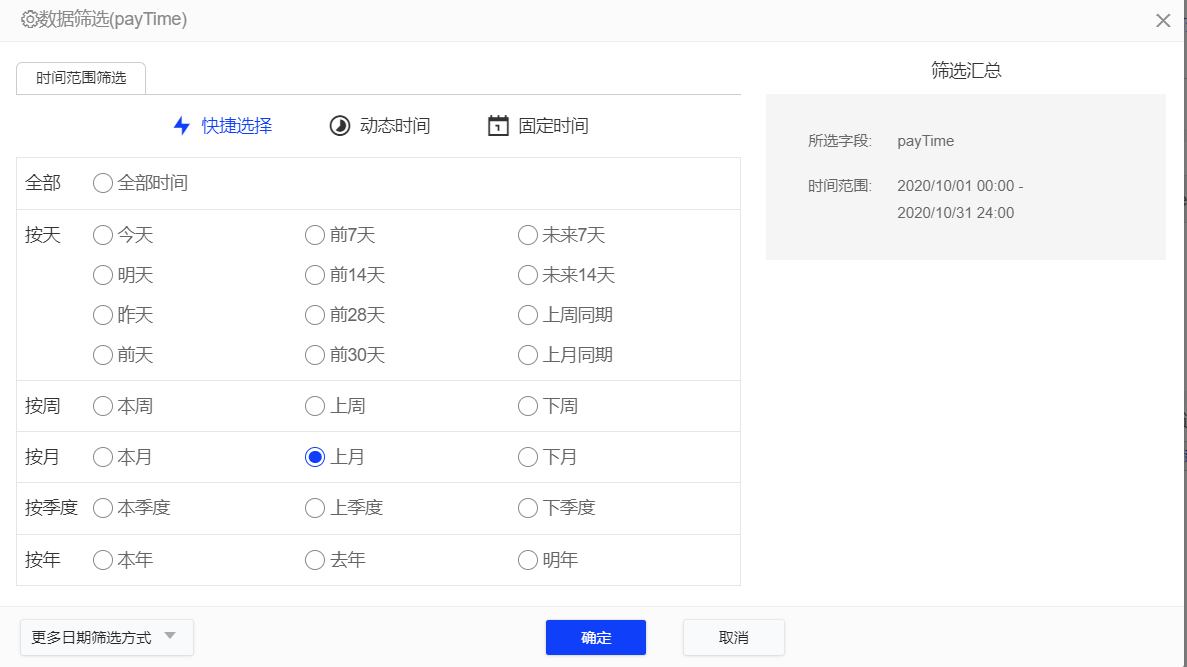 数据筛选(payTime)
时间范围筛选
快捷选择 动态时间 固定时间
全部 全部时间
按天 今天 前7天 未来7天
明天 前14天 未来14天
昨天 前28天 上周同期
前天 前30天 上月同期
按周 本周 上周 下周
按月 本月 上月 下月
按季度 本季度 上季度 下季度
按年 本年 去年 明年
筛选汇总
所选字段: payTime
时间范围: 2020/10/01 00:00 -
2020/10/31 24:00
更多日期筛选方式 确定 取消